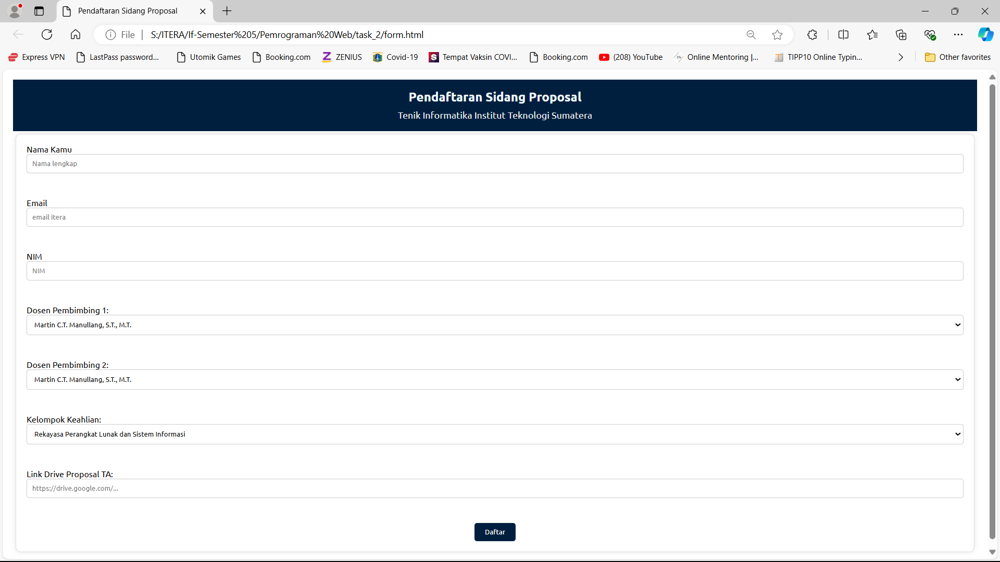 Pendaftaran Sidang Proposal
File
S:/ITERA/If-Semester%205/Pemrograman%20Web/task_2/form.html
Express VPN
LastPass password...
Utomik Games
Booking.com
ZENIUS
Covid-19
Tempat Vaksin COVI...
Booking.com
(208) YouTube
Online Mentoring |...
TIPP10 Online Typin...
Other favorites
Pendaftaran Sidang Proposal
Tenik Informatika Institut Teknologi Sumatera
Nama Kamu
Nama lengkap
Email
email itera
NIM
NIM
Dosen Pembimbing 1:
Martin C.T. Manullang, S.T., M.T.
Dosen Pembimbing 2:
Martin C.T. Manullang, S.T., M.T.
Kelompok Keahlian:
Rekayasa Perangkat Lunak dan Sistem Informasi
Link Drive Proposal TA:
https://drive.google.com/...
Daftar